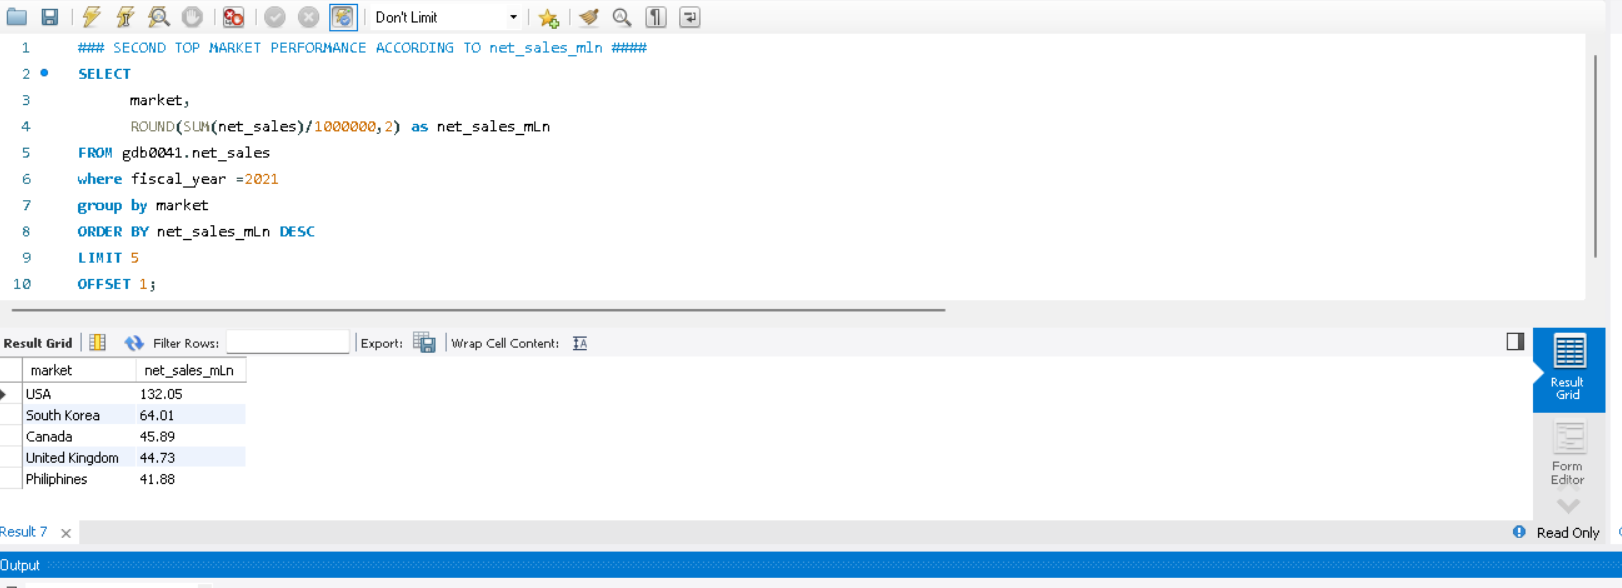 Don't Limit
1 ### SECOND TOP MARKET PERFORMANCE ACCORDING TO net_sales_mln ####
2 SELECT
3 market,
4 ROUND(SUM(net_sales)/1000000,2) as net_sales_mLn
5 FROM gdb0041.net_sales
6 where fiscal_year =2021
7 group by market
8 ORDER BY net_sales_mLn DESC
9 LIMIT 5
10 OFFSET 1;
Result Grid Filter Rows: Export: Wrap Cell Content:
market net_sales_mLn
USA 132.05
South Korea 64.01
Canada 45.89
United Kingdom 44.73
Philiphines 41.88
Result
Grid
Form
Editor
Result 7 Read Only
Output